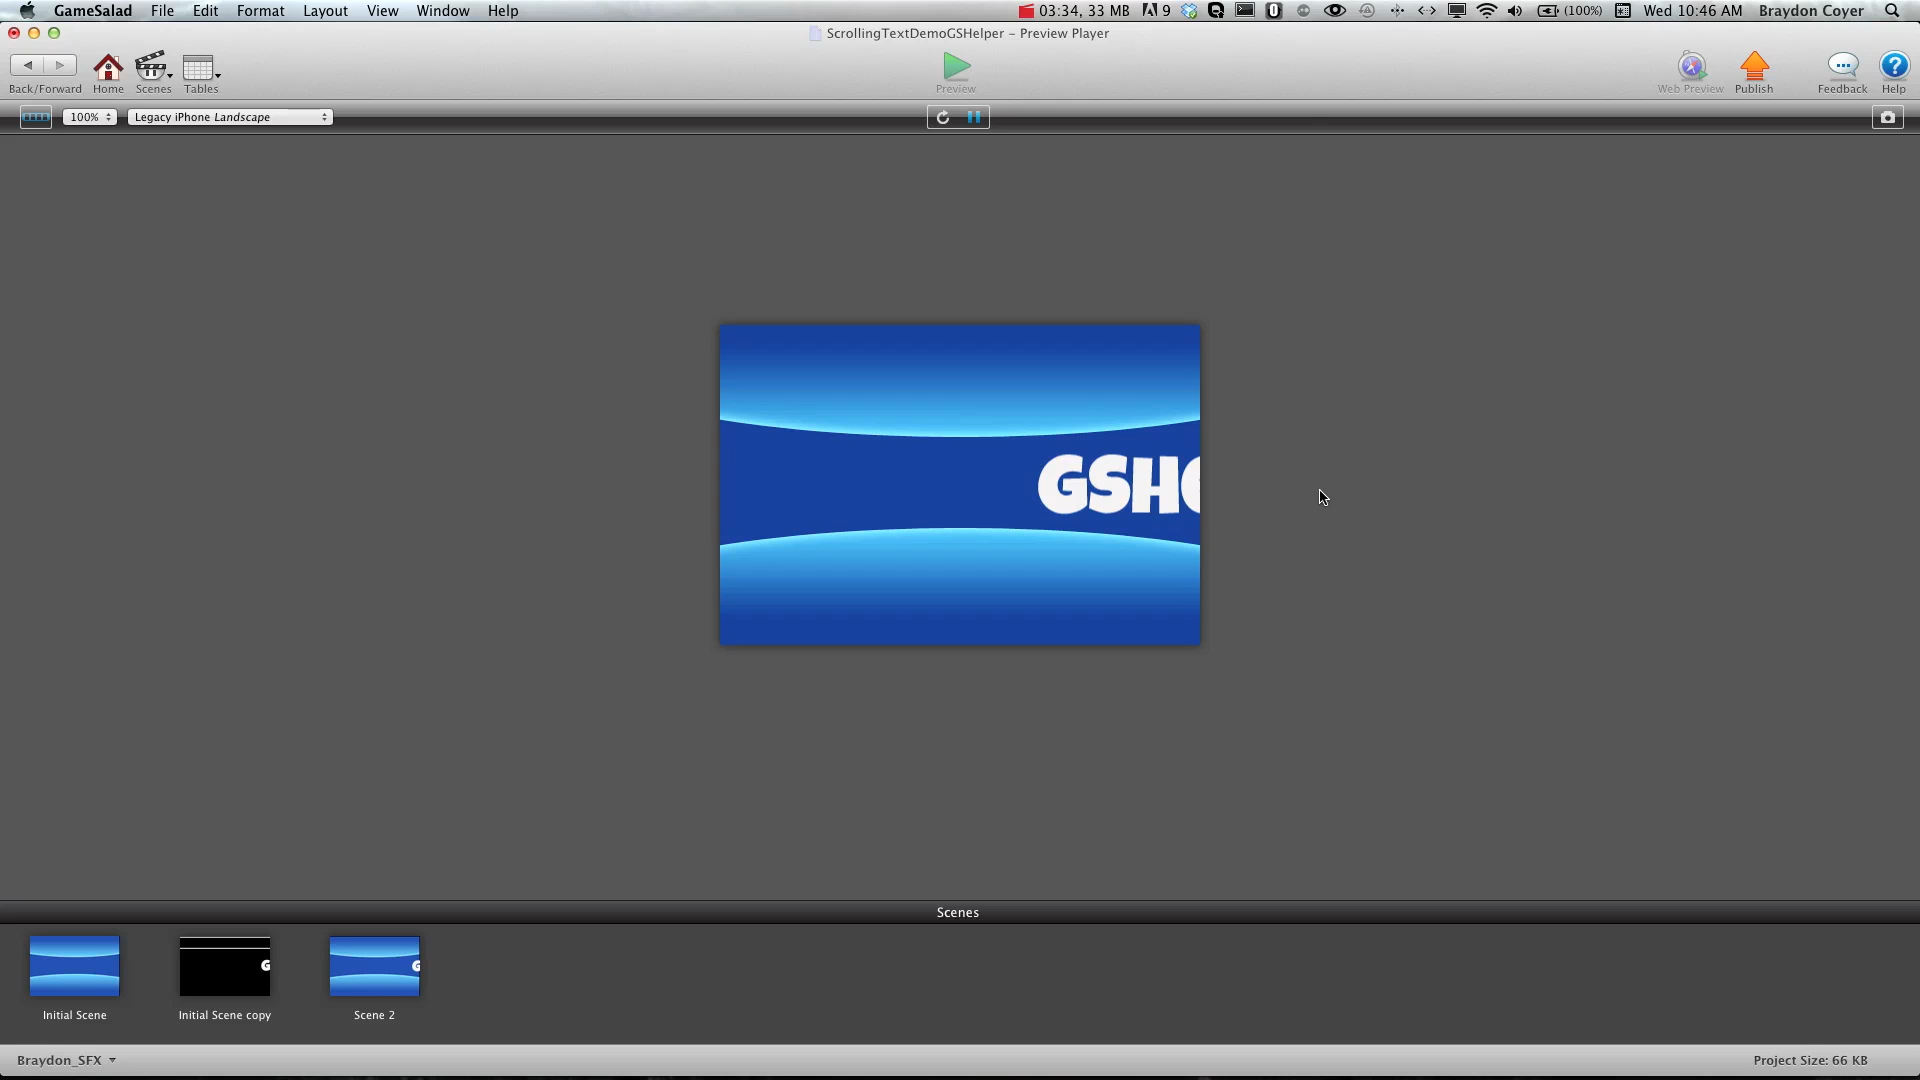 GameSalad File Edit Format Layout View Window Help 03:34, 33 MB 9 (100%) Wed 10:46 AM Braydon Coyer
ScrollingTextDemoGSHelper – Preview Player
Back/Forward Home Scenes Tables Preview Web Preview Publish Feedback Help
100% Legacy iPhone Landscape
GSH
Scenes
G
G
Initial Scene Initial Scene copy Scene 2
Braydon_SFX Project Size: 66 KB